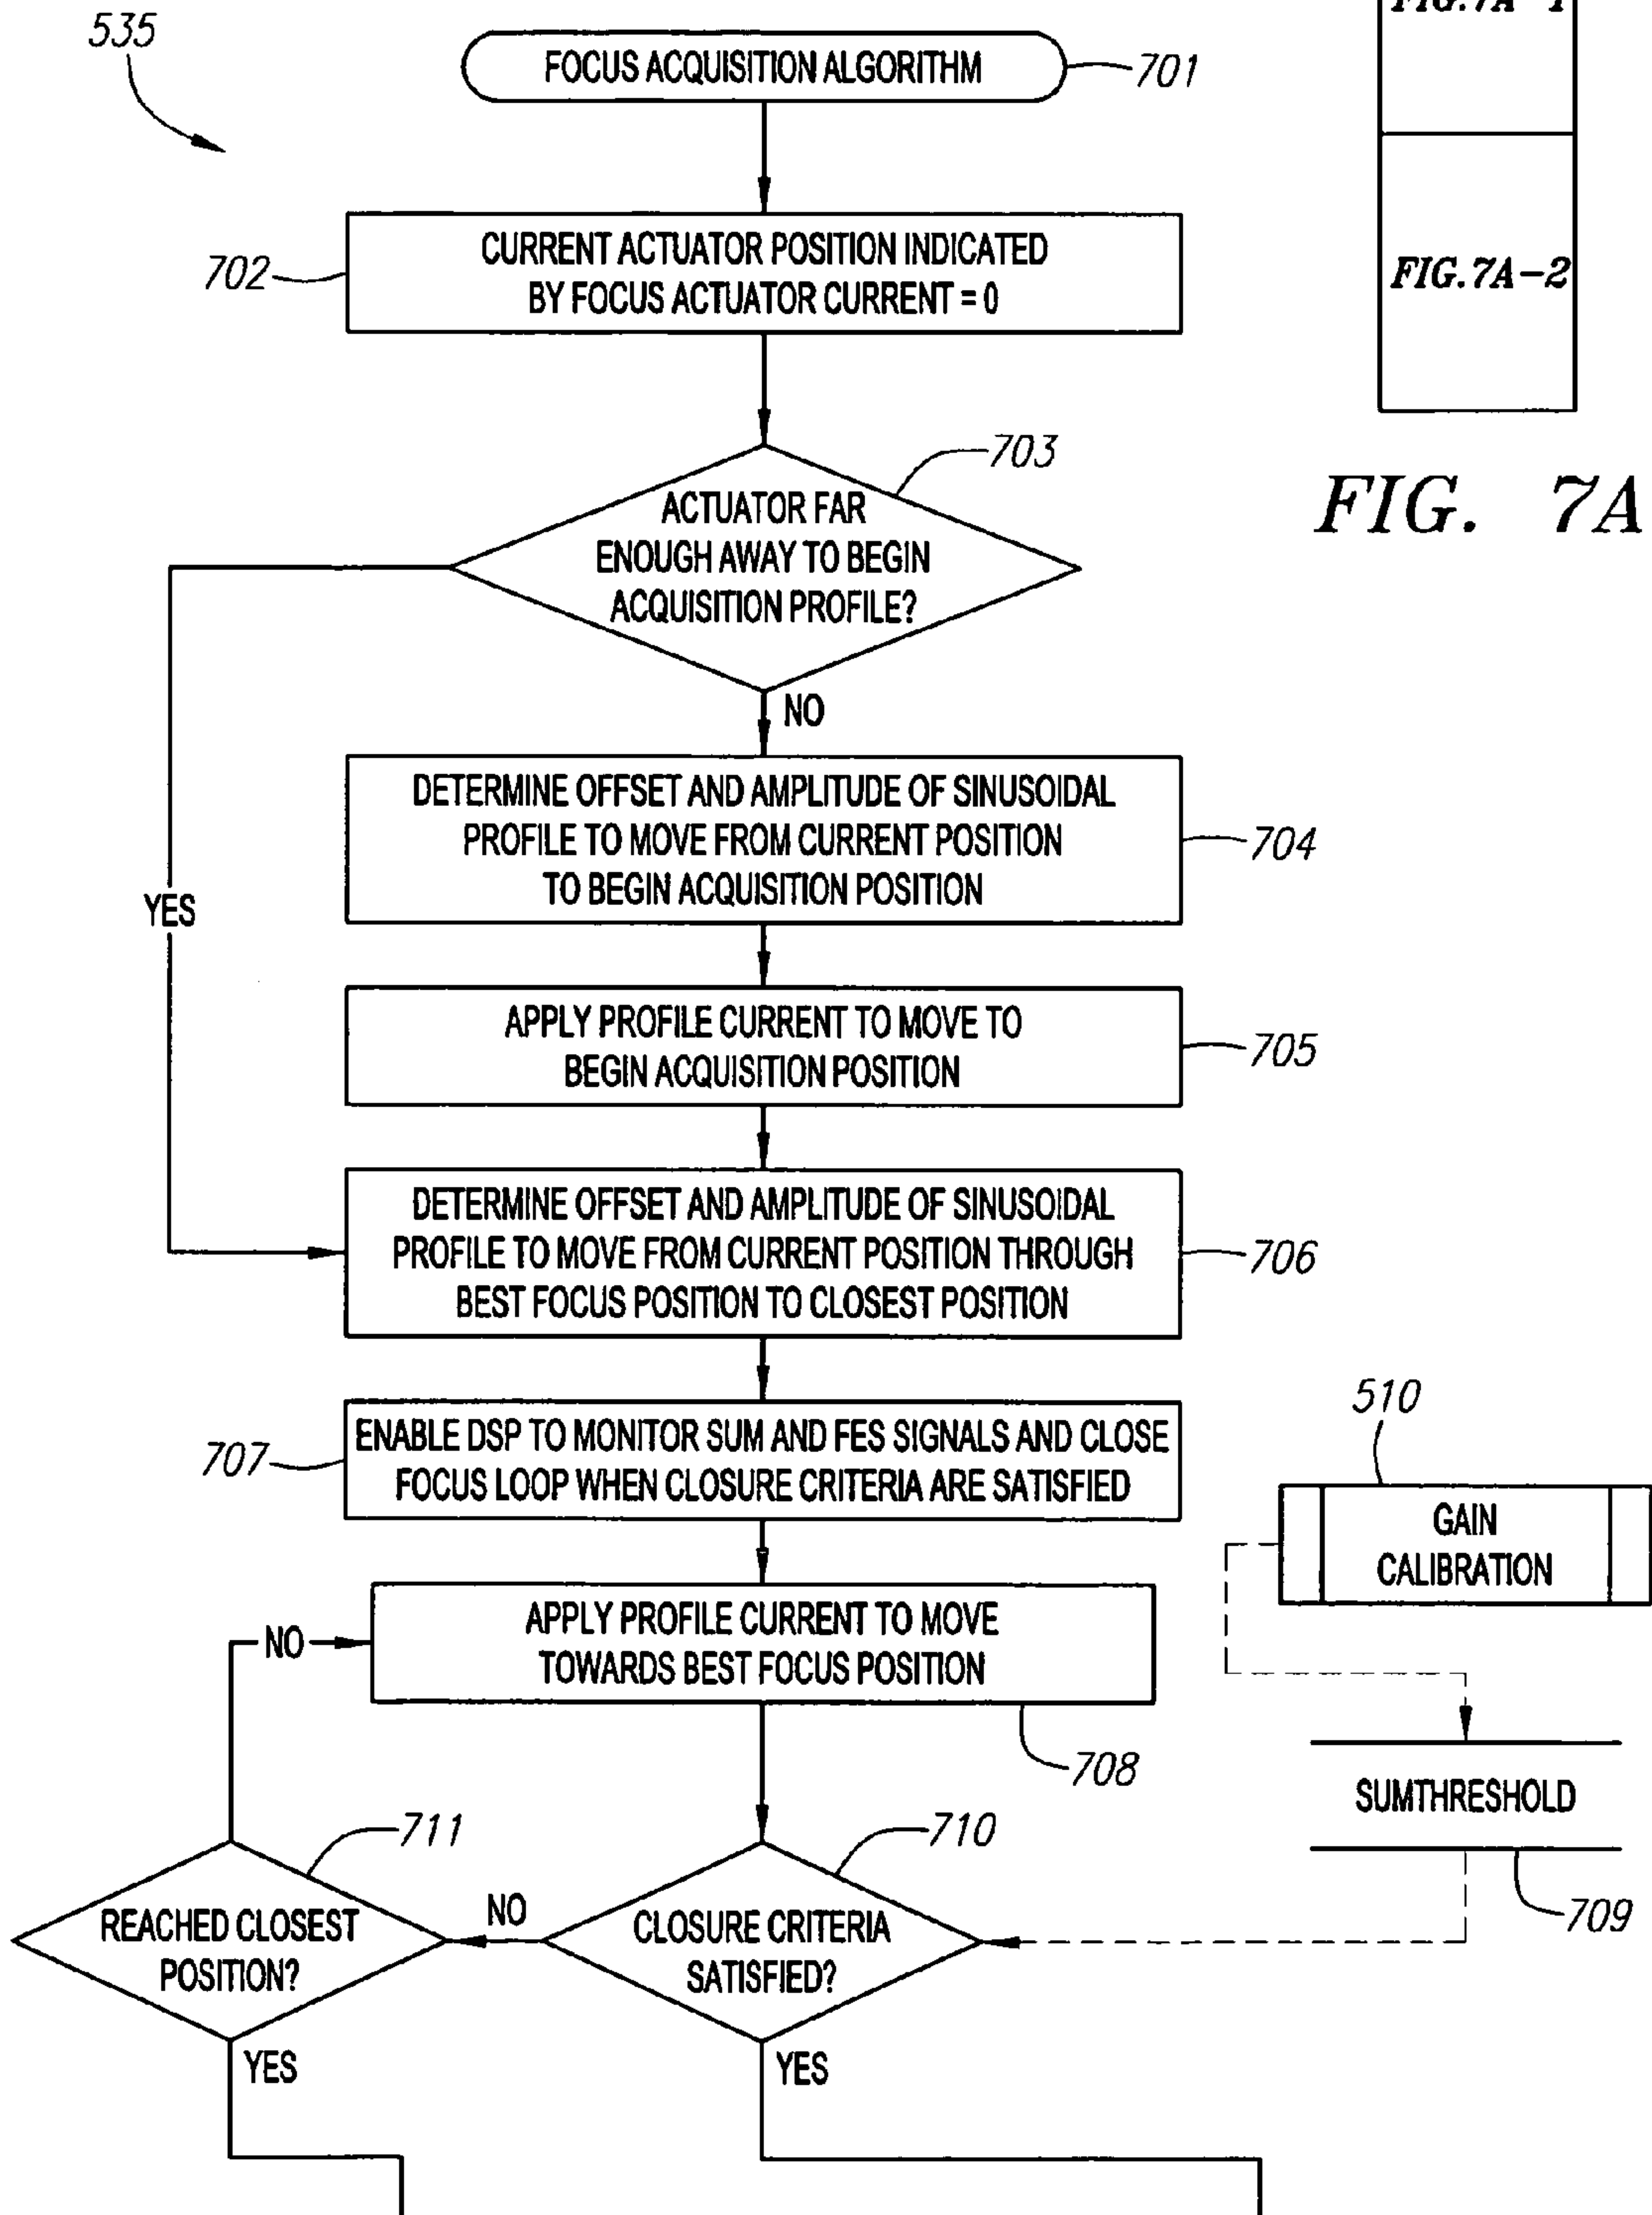 FIG. 7A-1
535
FOCUS ACQUISITION ALGORITHM
701
702
CURRENT ACTUATOR POSITION INDICATED
BY FOCUS ACTUATOR CURRENT = 0
FIG. 7A-2
FIG. 7A
703
ACTUATOR FAR
ENOUGH AWAY TO BEGIN
ACQUISITION PROFILE?
NO
YES
DETERMINE OFFSET AND AMPLITUDE OF SINUSOIDAL
PROFILE TO MOVE FROM CURRENT POSITION
TO BEGIN ACQUISITION POSITION
704
APPLY PROFILE CURRENT TO MOVE TO
BEGIN ACQUISITION POSITION
705
DETERMINE OFFSET AND AMPLITUDE OF SINUSOIDAL
PROFILE TO MOVE FROM CURRENT POSITION THROUGH
BEST FOCUS POSITION TO CLOSEST POSITION
706
707
ENABLE DSP TO MONITOR SUM AND FES SIGNALS AND CLOSE
FOCUS LOOP WHEN CLOSURE CRITERIA ARE SATISFIED
510
GAIN
CALIBRATION
NO
APPLY PROFILE CURRENT TO MOVE
TOWARDS BEST FOCUS POSITION
708
SUMTHRESHOLD
709
711
REACHED CLOSEST
POSITION?
NO
710
CLOSURE CRITERIA
SATISFIED?
YES
YES